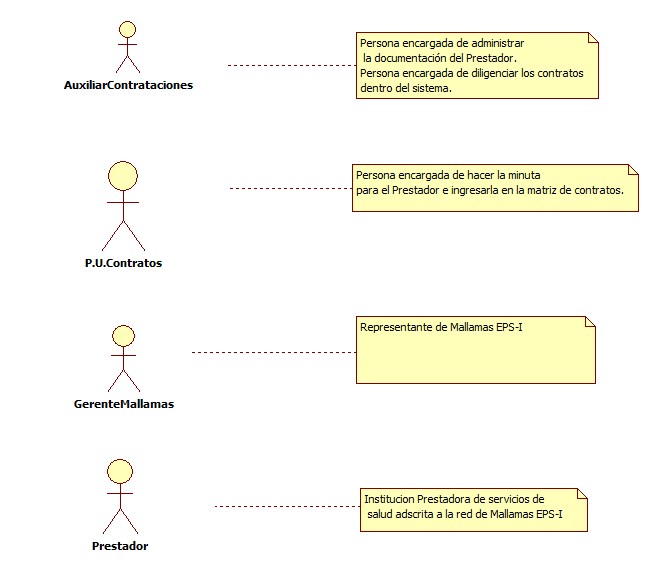 AuxiliarContrataciones
Persona encargada de administrar
la documentación del Prestador.
Persona encargada de diligenciar los contratos
dentro del sistema.
P.U.Contratos
Persona encargada de hacer la minuta
para el Prestador e ingresarla en la matriz de contratos.
GerenteMallamas
Representante de Mallamas EPS-I
Prestador
Institucion Prestadora de servicios de
salud adscrita a la red de Mallamas EPS-I